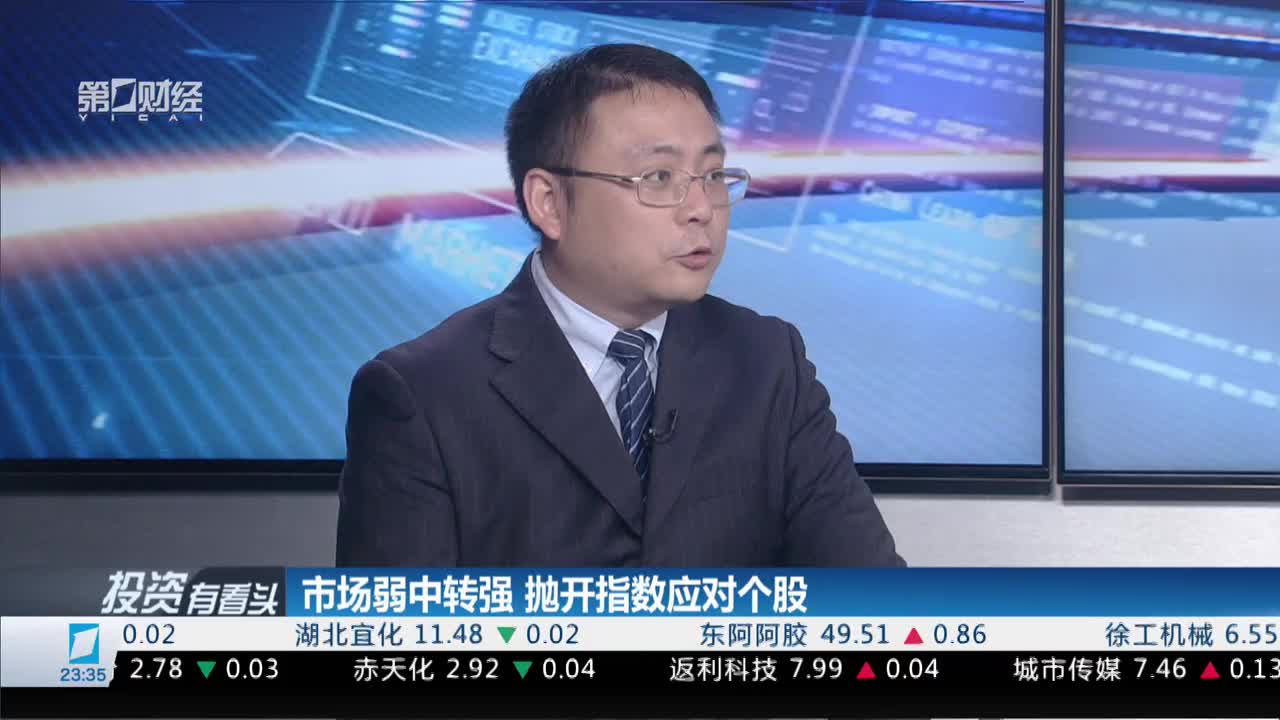 第一财经
YICAI
EXCHANGE
MARKET
投资有看头
市场弱中转强 抛开指数应对个股
0.02 湖北宜化 11.48 ▼ 0.02 东阿阿胶 49.51 ▲ 0.86 徐工机械 6.55
23:35
2.78 ▼ 0.03 赤天化 2.92 ▼ 0.04 返利科技 7.99 ▲ 0.04 城市传媒 7.46 ▲ 0.13